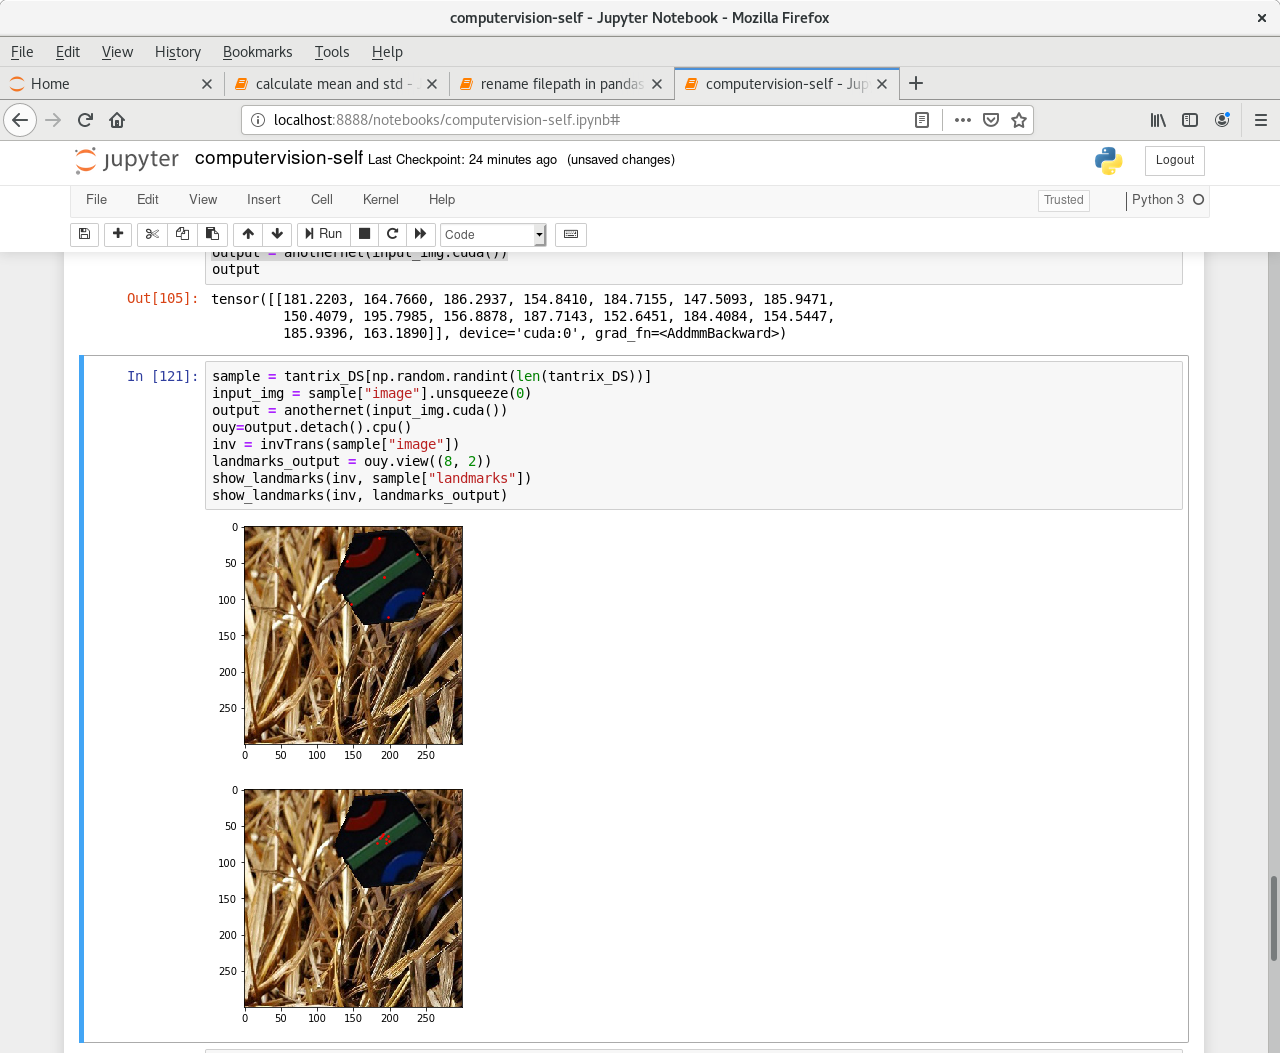 computervision-self - Jupyter Notebook - Mozilla Firefox
File Edit View History Bookmarks Tools Help
Home
calculate mean and std -
rename filepath in pandas
computervision-self - Jup
localhost:8888/notebooks/computervision-self.ipynb#
jupyter computervision-self Last Checkpoint: 24 minutes ago (unsaved changes)
Logout
File Edit View Insert Cell Kernel Help
Trusted
Python 3
Run
Code
output = anothernet(input_img.cuda())
output
Out[105]: tensor([[181.2203, 164.7660, 186.2937, 154.8410, 184.7155, 147.5093, 185.9471,
150.4079, 195.7985, 156.8878, 187.7143, 152.6451, 184.4084, 154.5447,
185.9396, 163.1890]], device='cuda:0', grad_fn=<AddmmBackward>)
In [121]: sample = tantrix_DS[np.random.randint(len(tantrix_DS))]
input_img = sample["image"].unsqueeze(0)
output = anothernet(input_img.cuda())
ouy=output.detach().cpu()
inv = invTrans(sample["image"])
landmarks_output = ouy.view((8, 2))
show_landmarks(inv, sample["landmarks"])
show_landmarks(inv, landmarks_output)
0
50
100
150
200
250
0 50 100 150 200 250
0
50
100
150
200
250
0 50 100 150 200 250